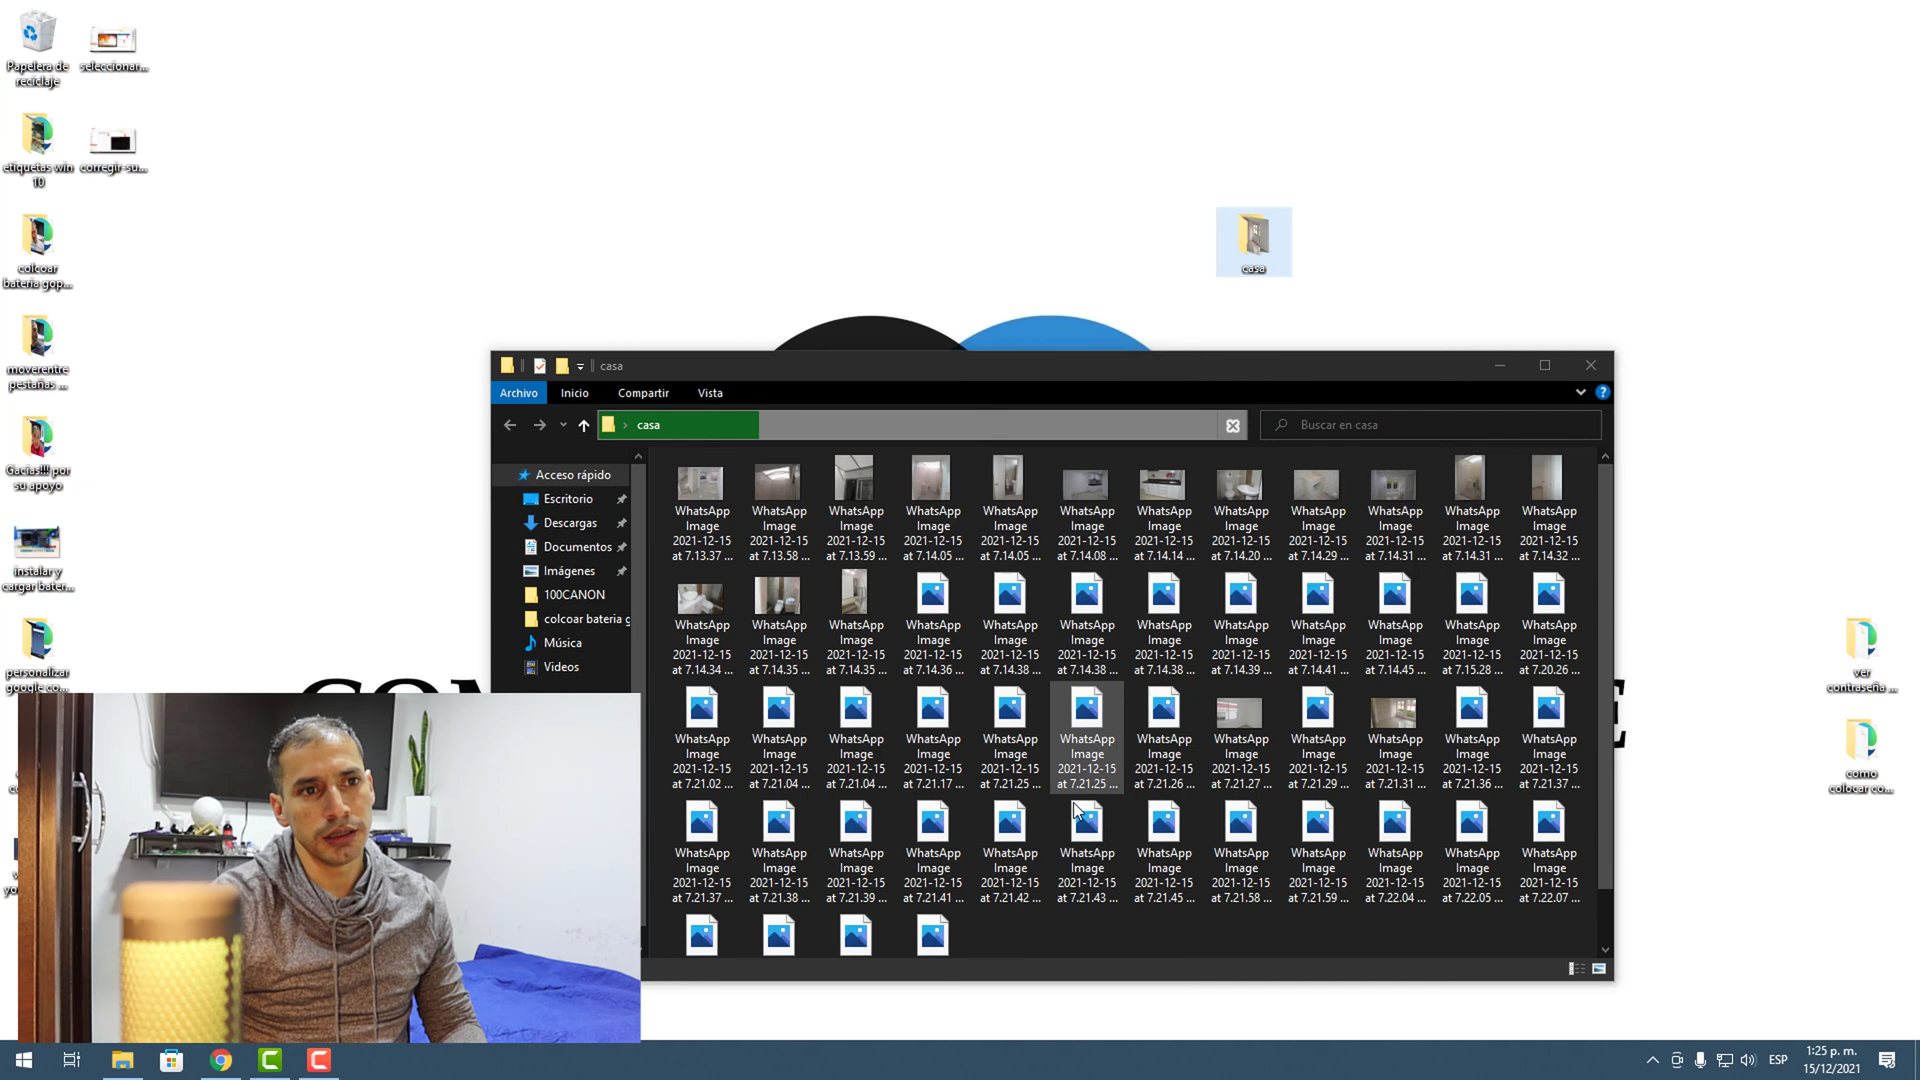 Papelera de
reciclaje
seleccionar...
etiquetas win
10
corregir-su...
colcoar
bateria gop...
moverentre
pestañas ...
Gacias!!! por
su apoyo
instalar y
cargar bater...
personalizar
google co...
casa
casa
Archivo
Inicio
Compartir
Vista
casa
Buscar en casa
Acceso rápido
Escritorio
Descargas
Documentos
Imágenes
100CANON
colcoar bateria g
Música
Videos
WhatsApp Image 2021-12-15 at 7.13.37 ...
WhatsApp Image 2021-12-15 at 7.13.58 ...
WhatsApp Image 2021-12-15 at 7.13.59 ...
WhatsApp Image 2021-12-15 at 7.14.05 ...
WhatsApp Image 2021-12-15 at 7.14.05 ...
WhatsApp Image 2021-12-15 at 7.14.08 ...
WhatsApp Image 2021-12-15 at 7.14.14 ...
WhatsApp Image 2021-12-15 at 7.14.20 ...
WhatsApp Image 2021-12-15 at 7.14.29 ...
WhatsApp Image 2021-12-15 at 7.14.31 ...
WhatsApp Image 2021-12-15 at 7.14.31 ...
WhatsApp Image 2021-12-15 at 7.14.32 ...
WhatsApp Image 2021-12-15 at 7.14.34 ...
WhatsApp Image 2021-12-15 at 7.14.35 ...
WhatsApp Image 2021-12-15 at 7.14.35 ...
WhatsApp Image 2021-12-15 at 7.14.36 ...
WhatsApp Image 2021-12-15 at 7.14.38 ...
WhatsApp Image 2021-12-15 at 7.14.38 ...
WhatsApp Image 2021-12-15 at 7.14.38 ...
WhatsApp Image 2021-12-15 at 7.14.39 ...
WhatsApp Image 2021-12-15 at 7.14.41 ...
WhatsApp Image 2021-12-15 at 7.14.45 ...
WhatsApp Image 2021-12-15 at 7.15.28 ...
WhatsApp Image 2021-12-15 at 7.20.26 ...
WhatsApp Image 2021-12-15 at 7.21.02 ...
WhatsApp Image 2021-12-15 at 7.21.04 ...
WhatsApp Image 2021-12-15 at 7.21.04 ...
WhatsApp Image 2021-12-15 at 7.21.17 ...
WhatsApp Image 2021-12-15 at 7.21.25 ...
WhatsApp Image 2021-12-15 at 7.21.25 ...
WhatsApp Image 2021-12-15 at 7.21.26 ...
WhatsApp Image 2021-12-15 at 7.21.27 ...
WhatsApp Image 2021-12-15 at 7.21.29 ...
WhatsApp Image 2021-12-15 at 7.21.31 ...
WhatsApp Image 2021-12-15 at 7.21.36 ...
WhatsApp Image 2021-12-15 at 7.21.37 ...
WhatsApp Image 2021-12-15 at 7.21.37 ...
WhatsApp Image 2021-12-15 at 7.21.38 ...
WhatsApp Image 2021-12-15 at 7.21.39 ...
WhatsApp Image 2021-12-15 at 7.21.41 ...
WhatsApp Image 2021-12-15 at 7.21.42 ...
WhatsApp Image 2021-12-15 at 7.21.43 ...
WhatsApp Image 2021-12-15 at 7.21.45 ...
WhatsApp Image 2021-12-15 at 7.21.58 ...
WhatsApp Image 2021-12-15 at 7.21.59 ...
WhatsApp Image 2021-12-15 at 7.22.04 ...
WhatsApp Image 2021-12-15 at 7.22.05 ...
WhatsApp Image 2021-12-15 at 7.22.07 ...
ver
contraseña ...
como
colocar co...
ESP
1:25 p. m.
15/12/2021